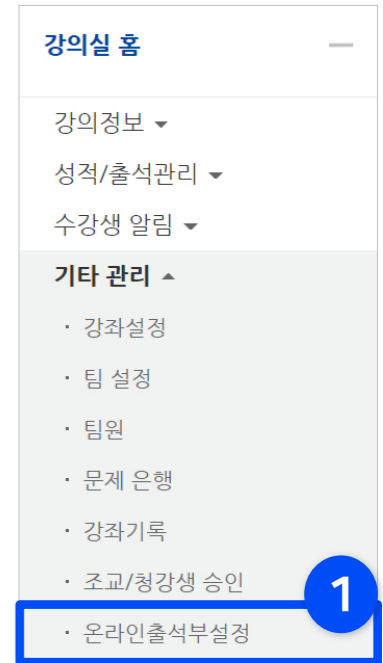 강의실 홈
강의정보
성적/출석관리
수강생 알림
기타 관리
· 강좌설정
· 팀 설정
· 팀원
· 문제 은행
· 강좌기록
· 조교/청강생 승인
1
· 온라인출석부설정